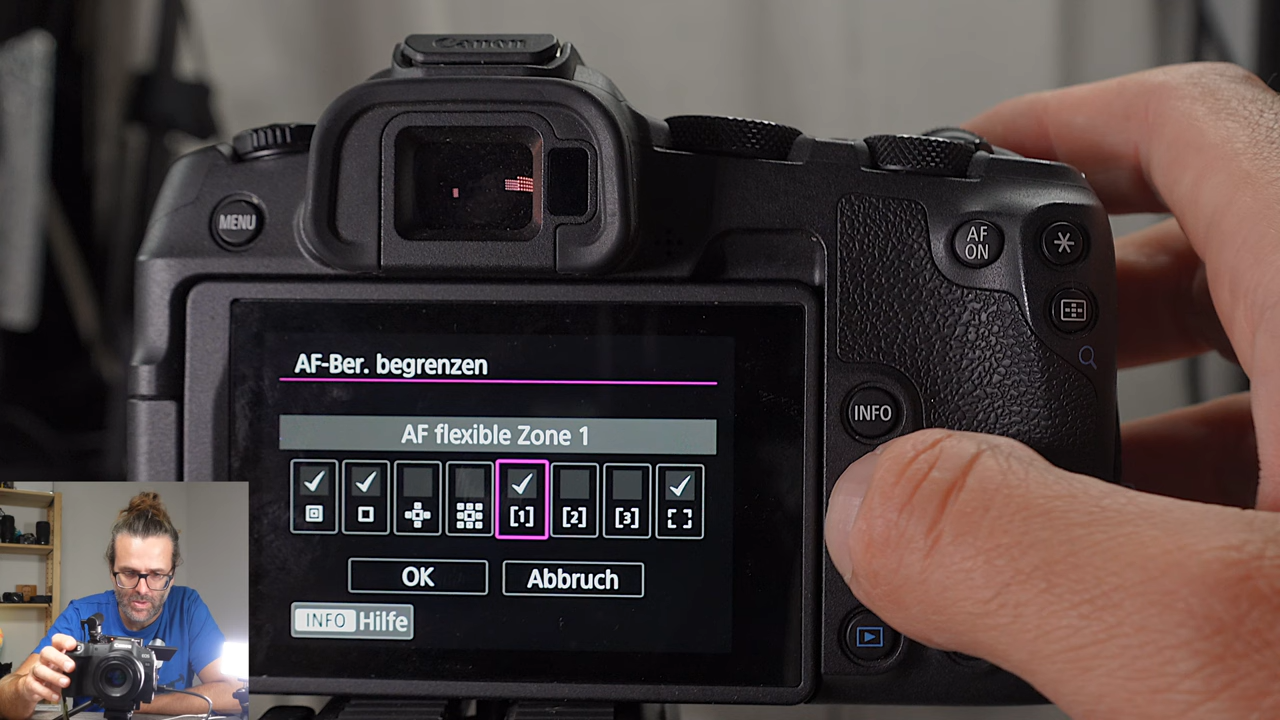 Canon
MENU
AF
ON
INFO
AF-Ber. begrenzen
AF flexible Zone 1
[1] [2] [3]
OK Abbruch
INFO Hilfe